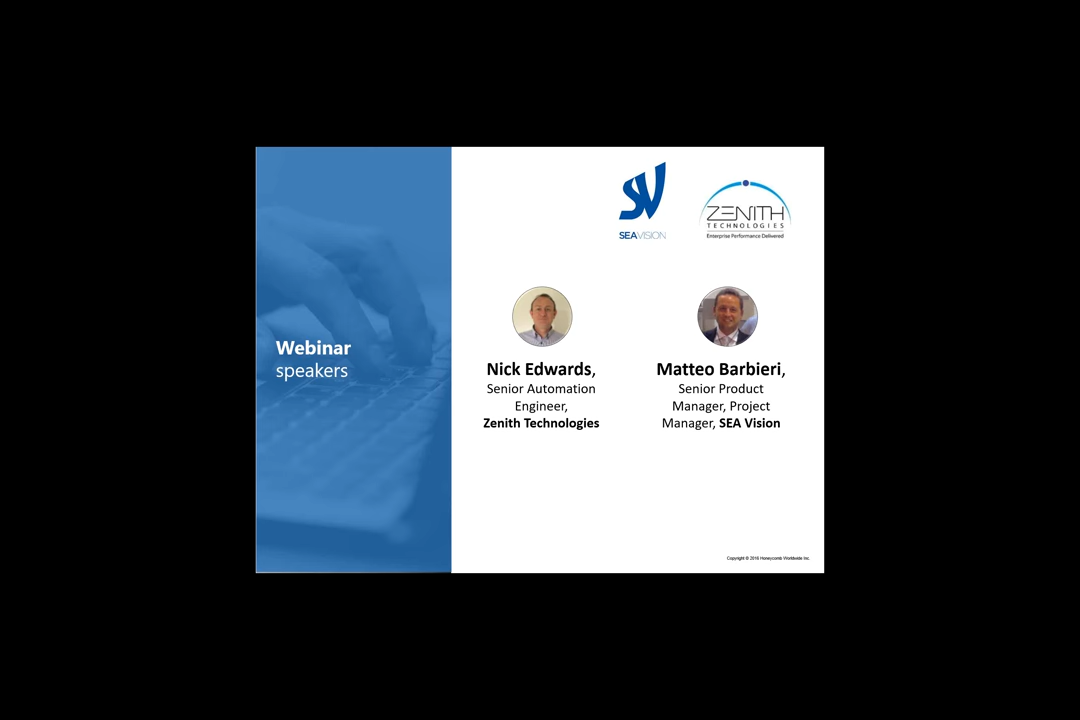 SV
SEAVISION
ZENITH
TECHNOLOGIES
Enterprise Performance Delivered
Webinar
speakers
Nick Edwards,
Senior Automation
Engineer,
Zenith Technologies
Matteo Barbieri,
Senior Product
Manager, Project
Manager, SEA Vision
Copyright © 2016 Honeycomb Worldwide Inc